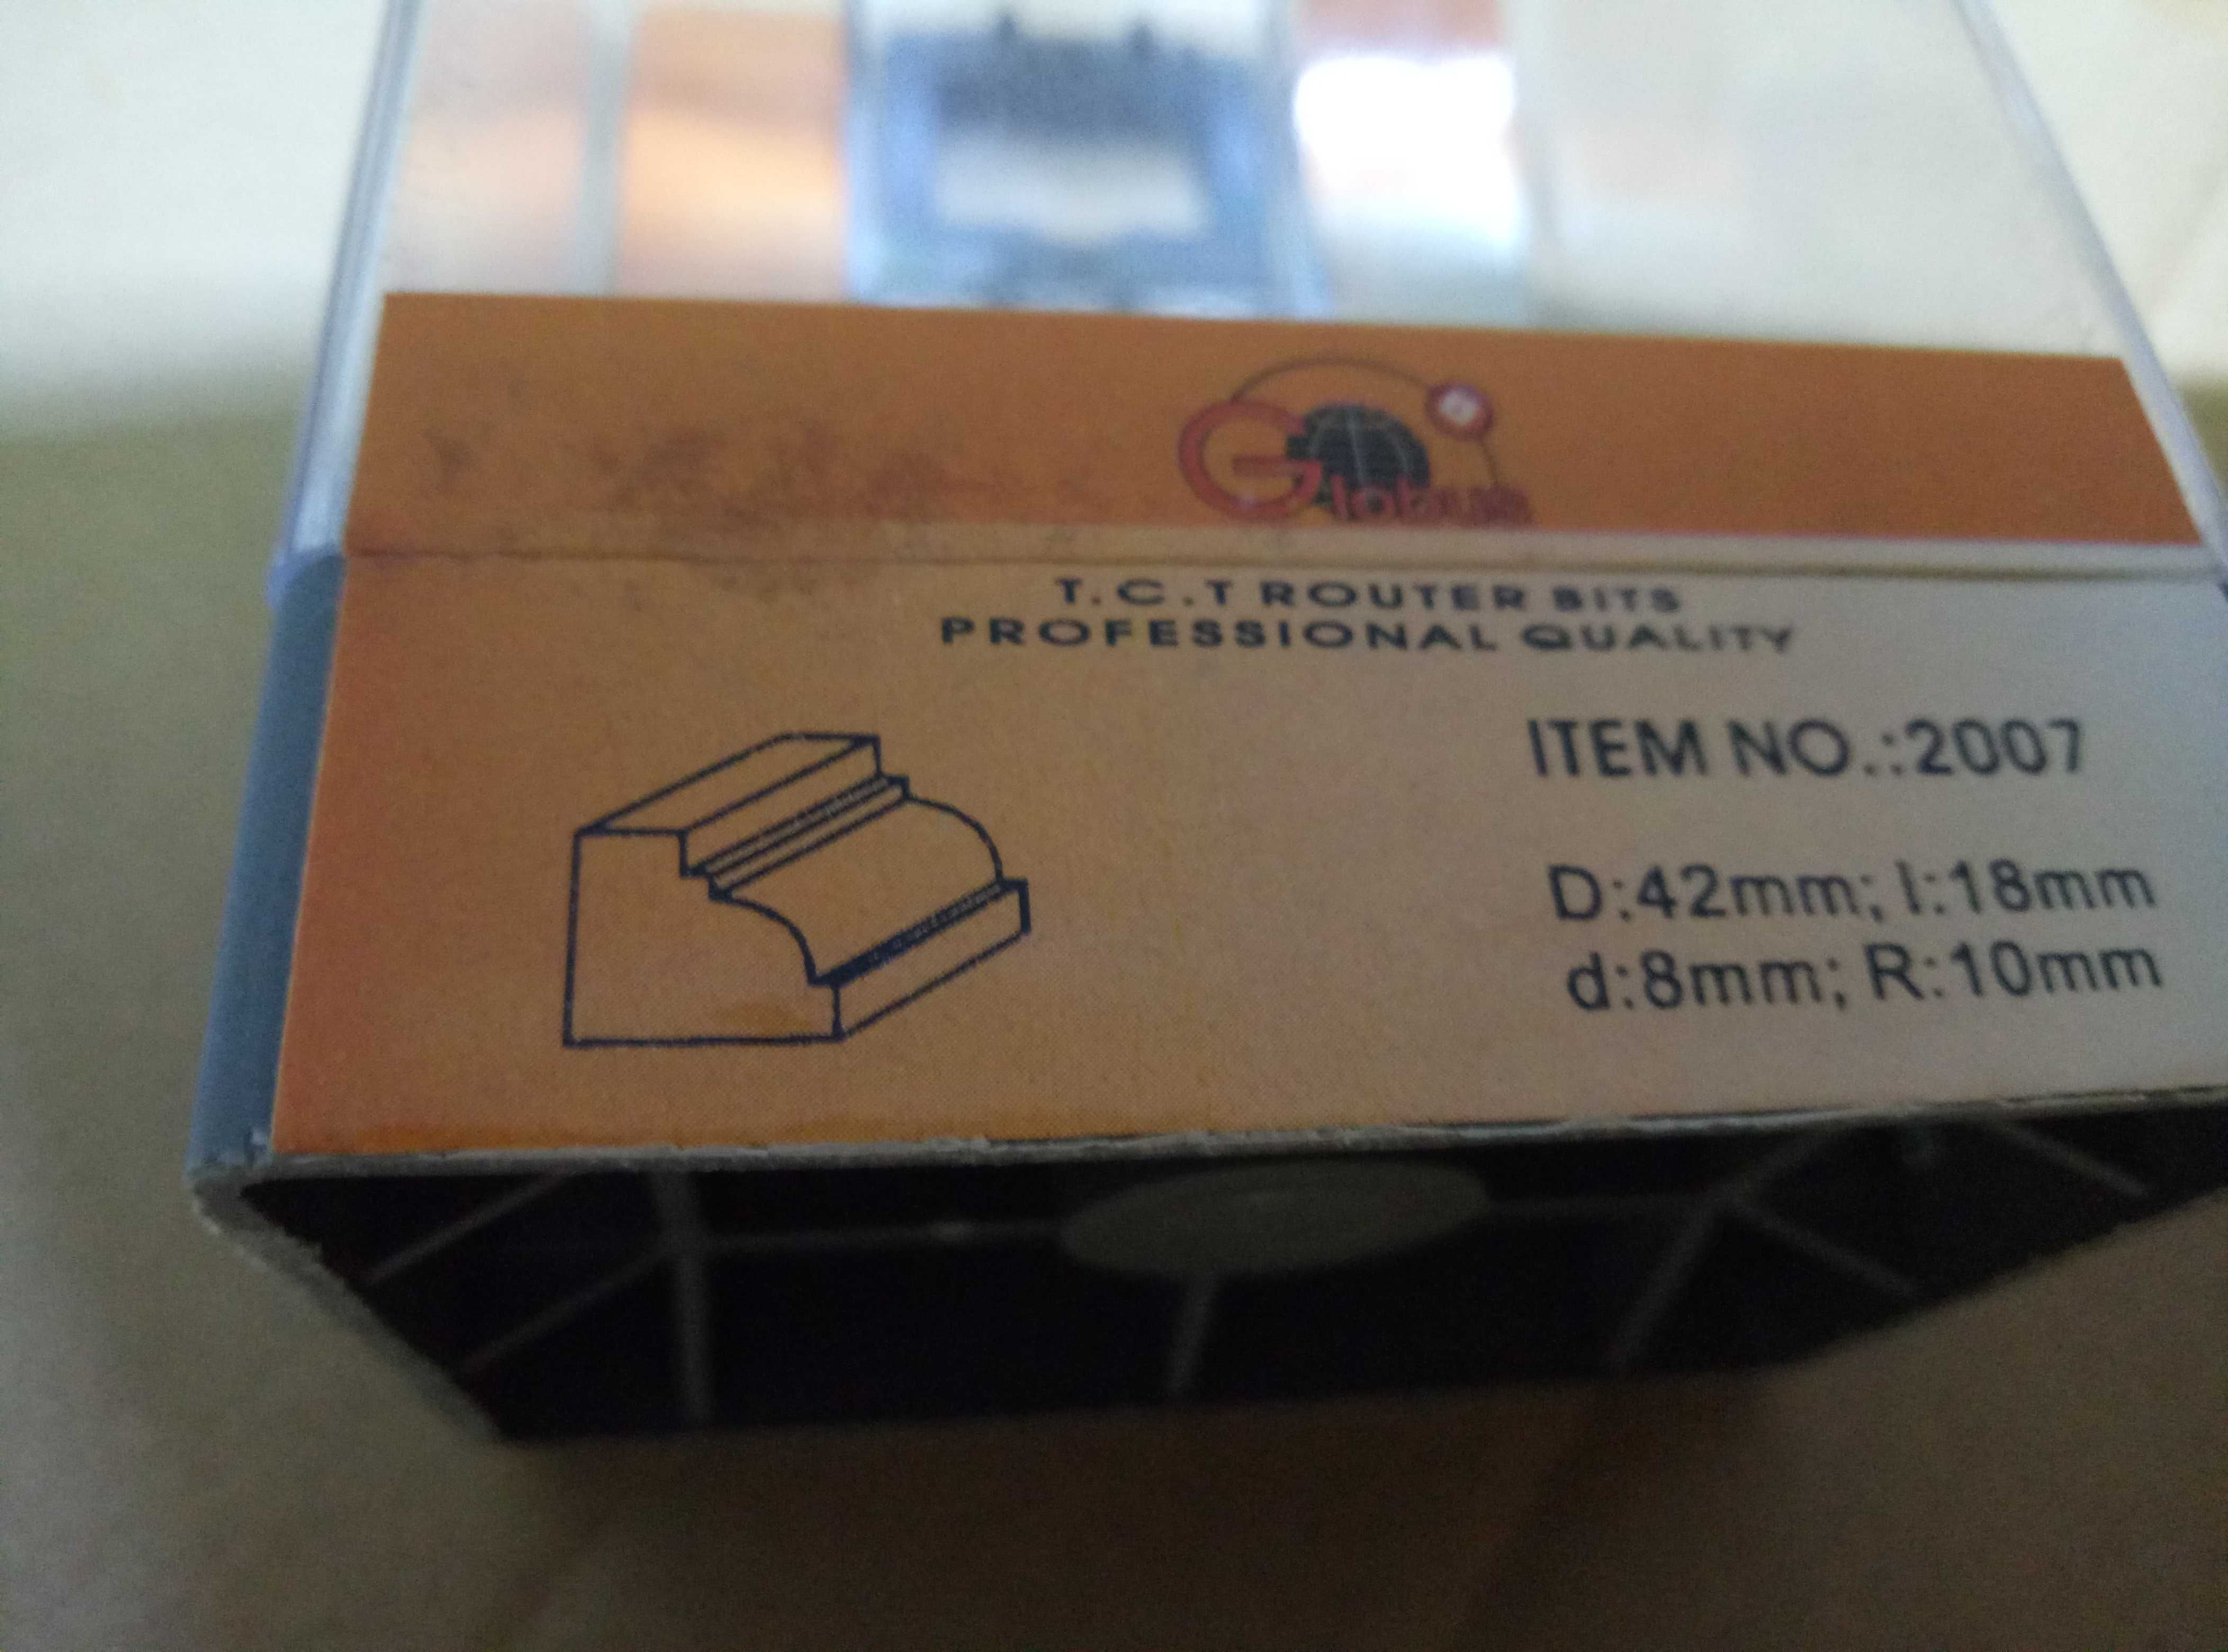 Globus
T.C.T ROUTER BITS
PROFESSIONAL QUALITY
ITEM NO.:2007
D:42mm; l:18mm
d:8mm; R:10mm